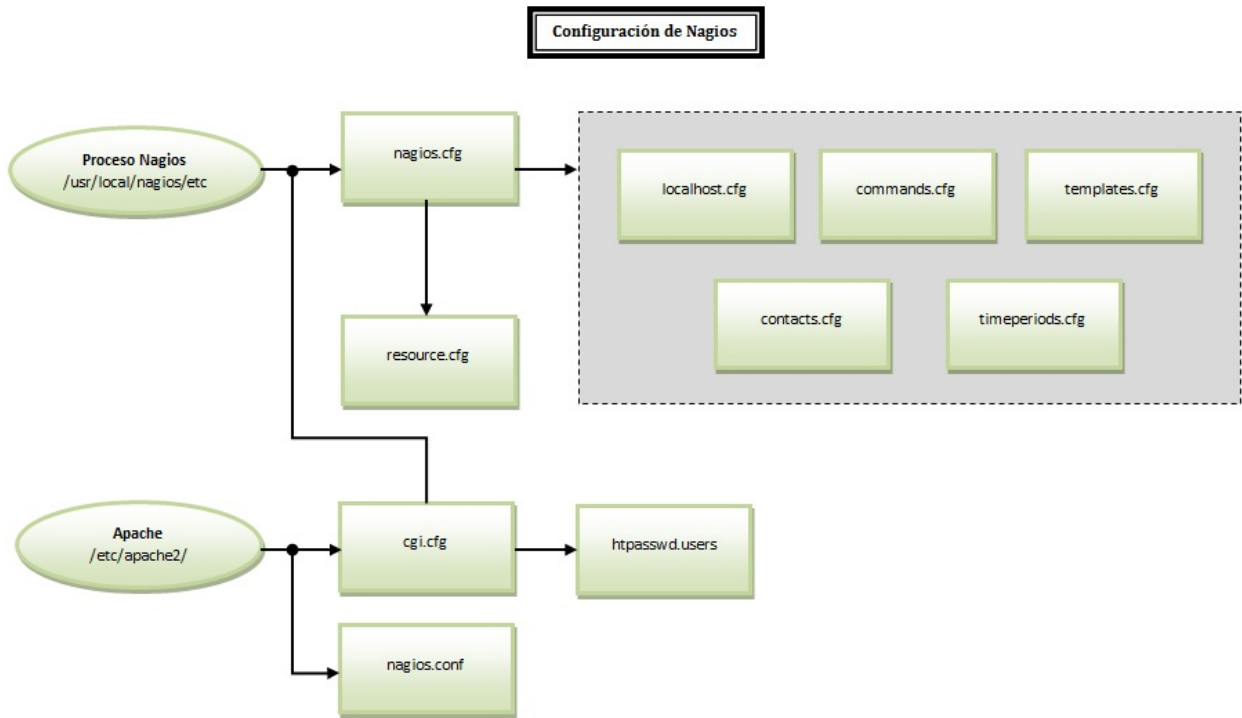 Configuración de Nagios
Proceso Nagios
/usr/local/nagios/etc
nagios.cfg
localhost.cfg
commands.cfg
templates.cfg
contacts.cfg
timeperiods.cfg
resource.cfg
Apache
/etc/apache2/
cgi.cfg
htpasswd.users
nagios.conf